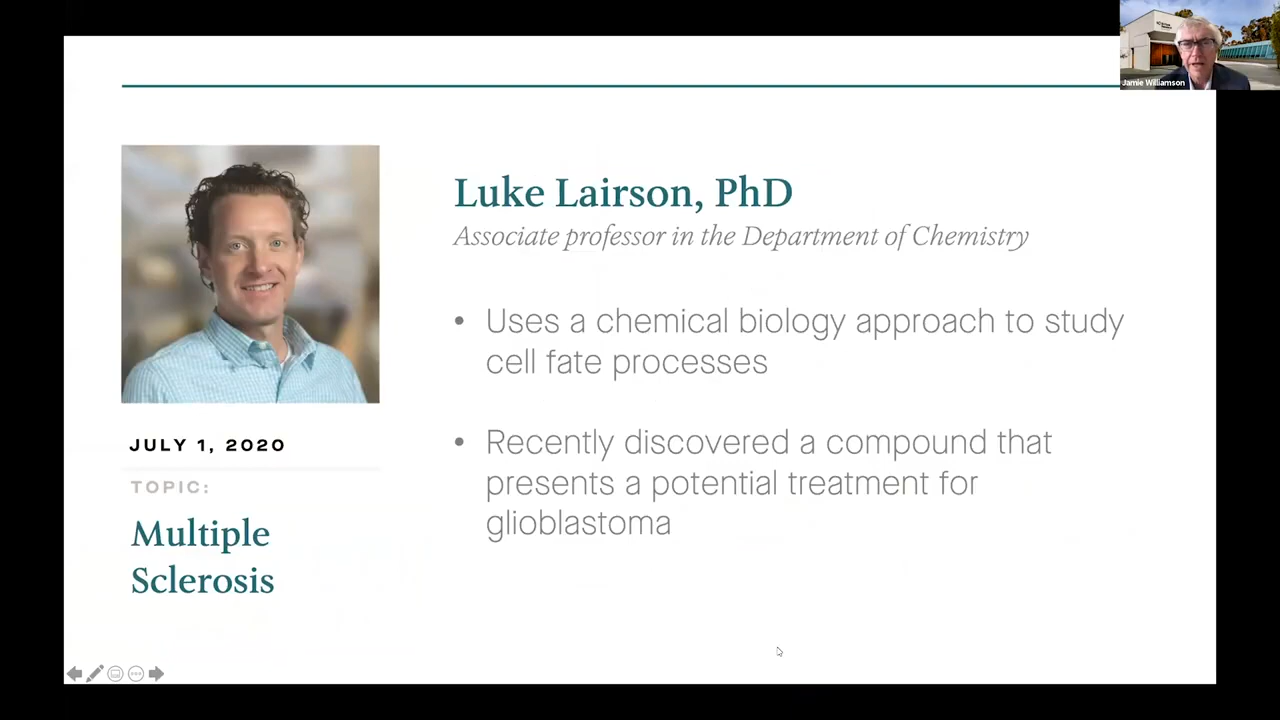 Jamie Williamson
Luke Lairson, PhD
Associate professor in the Department of Chemistry
• Uses a chemical biology approach to study
cell fate processes
• Recently discovered a compound that
presents a potential treatment for
glioblastoma
JULY 1, 2020
TOPIC:
Multiple
Sclerosis